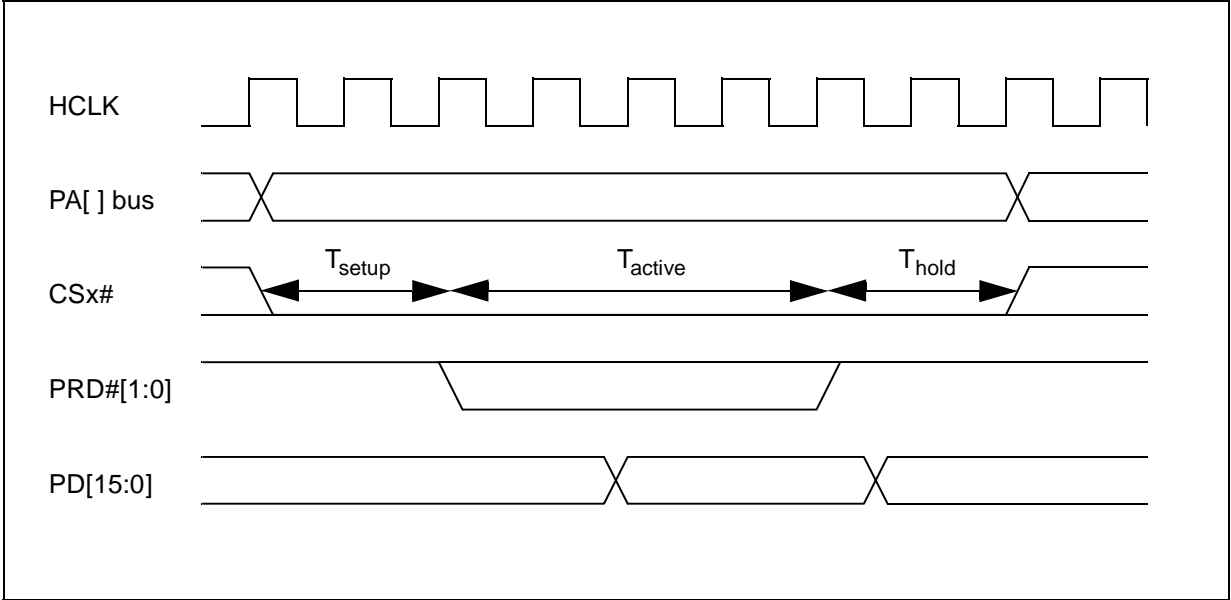 HCLK
PA[ ] bus
CSx#
Tsetup
Tactive
Thold
PRD#[1:0]
PD[15:0]